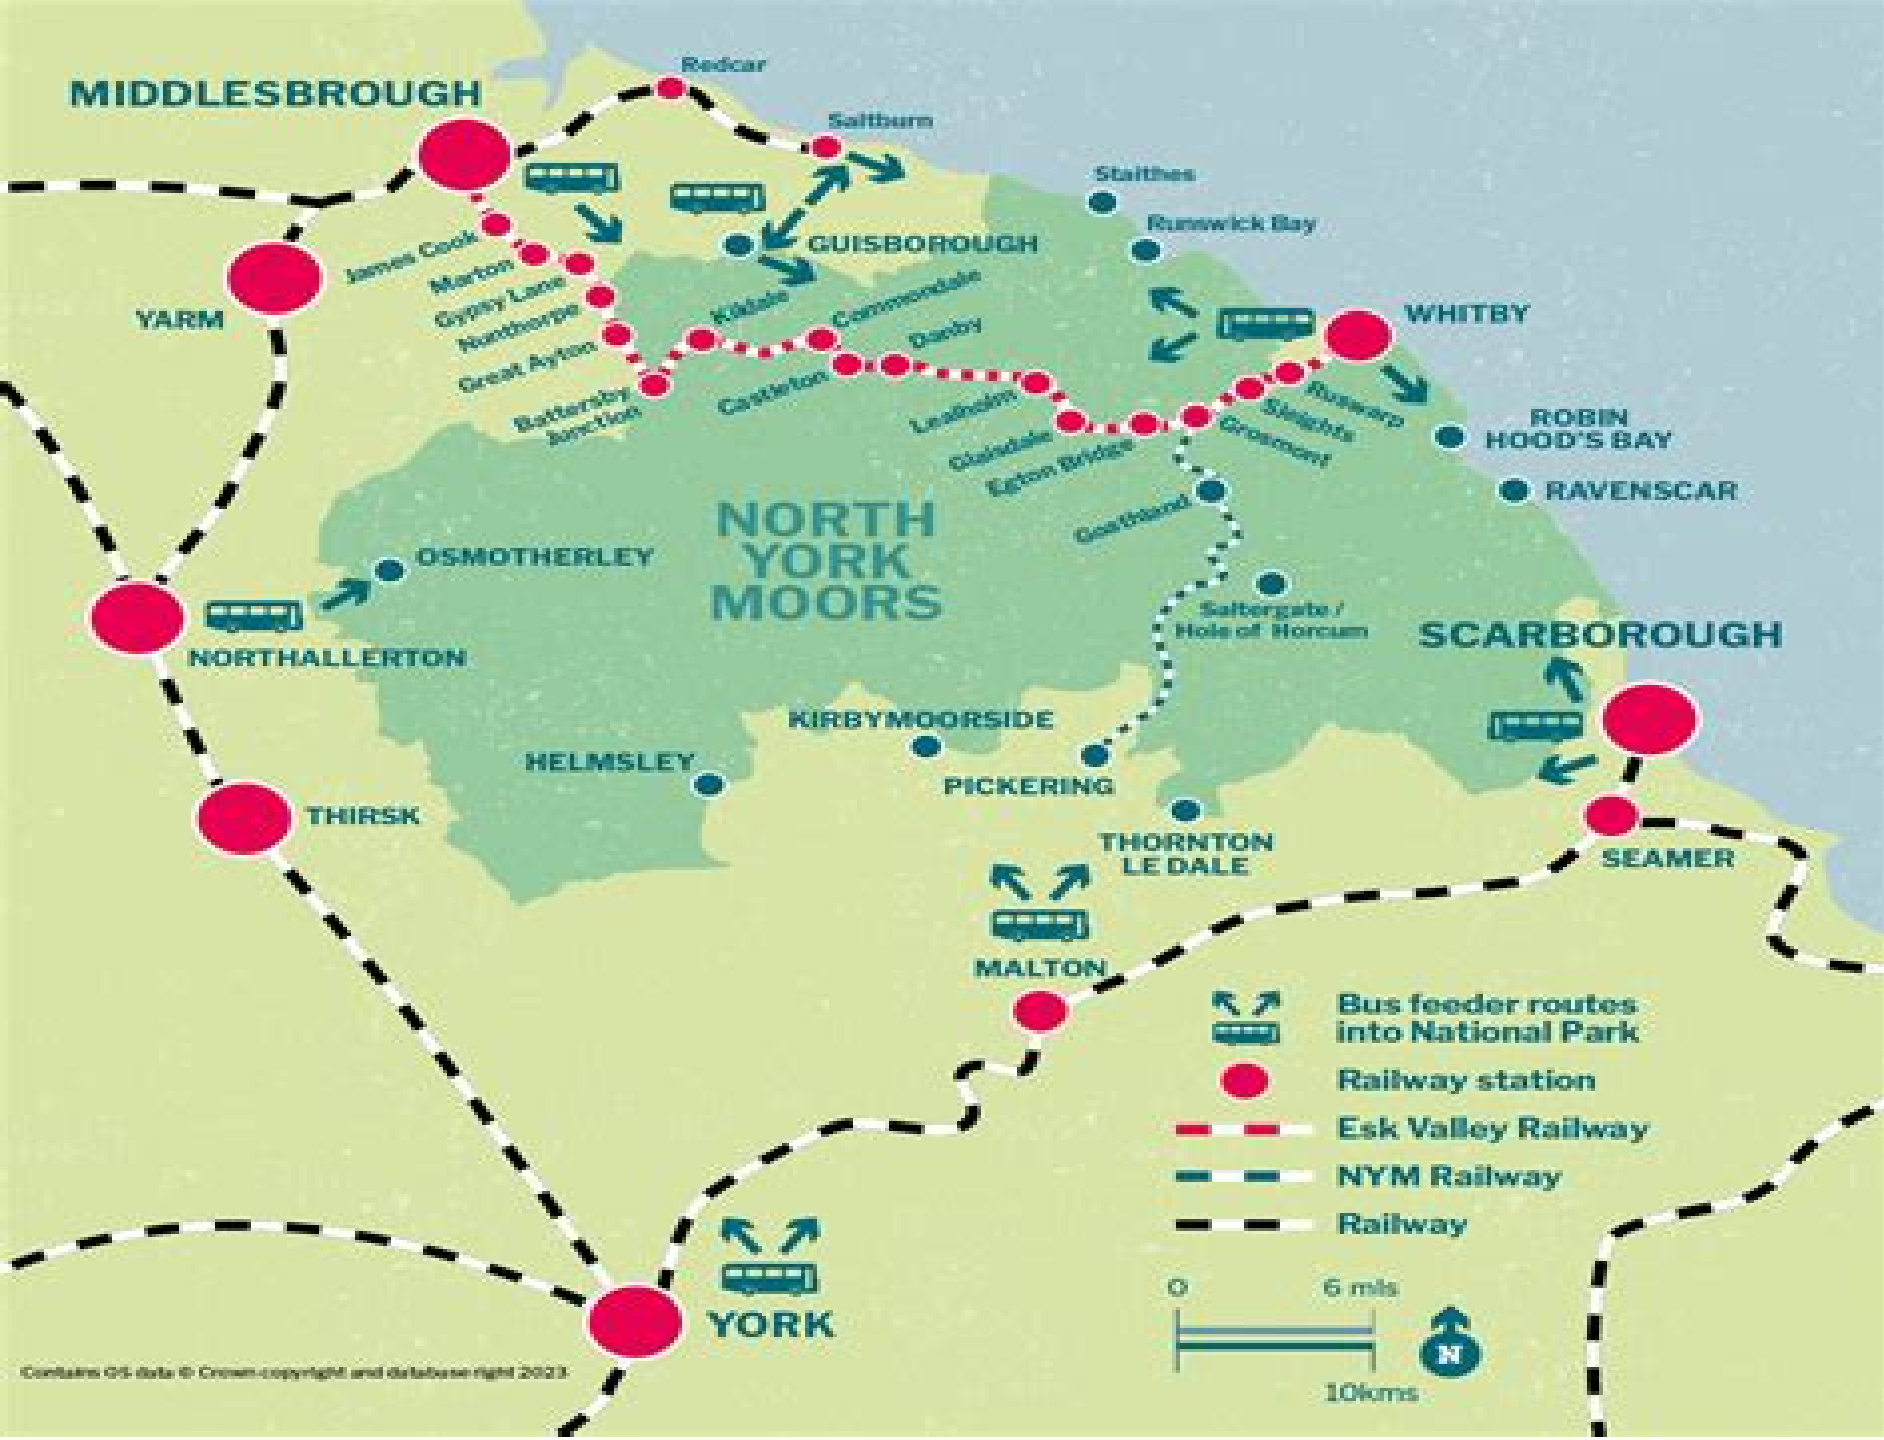 Redcar
MIDDLESBROUGH
Saltburn
Staithes
Runswick Bay
GUISBOROUGH
James Cook
Marton
Gypsy Lane
Nunthorpe
Great Ayton
Battersby
Junction
YARM
Kildale
Commondale
Castleton
Danby
Lealholm
Glaisdale
Egton Bridge
Grosmont
Sleights
Ruswarp
WHITBY
ROBIN
HOOD'S BAY
RAVENSCAR
Goathland
NORTH
YORK
MOORS
OSMOTHERLEY
NORTHALLERTON
Saltergate /
Hole of Horcum
SCARBOROUGH
KIRBYMOORSIDE
HELMSLEY
PICKERING
THIRSK
THORNTON
LE DALE
SEAMER
MALTON
Bus feeder routes
into National Park
Railway station
Esk Valley Railway
NYM Railway
Railway
0 6 mls
10kms
N
YORK
Contains OS data © Crown copyright and database right 2023